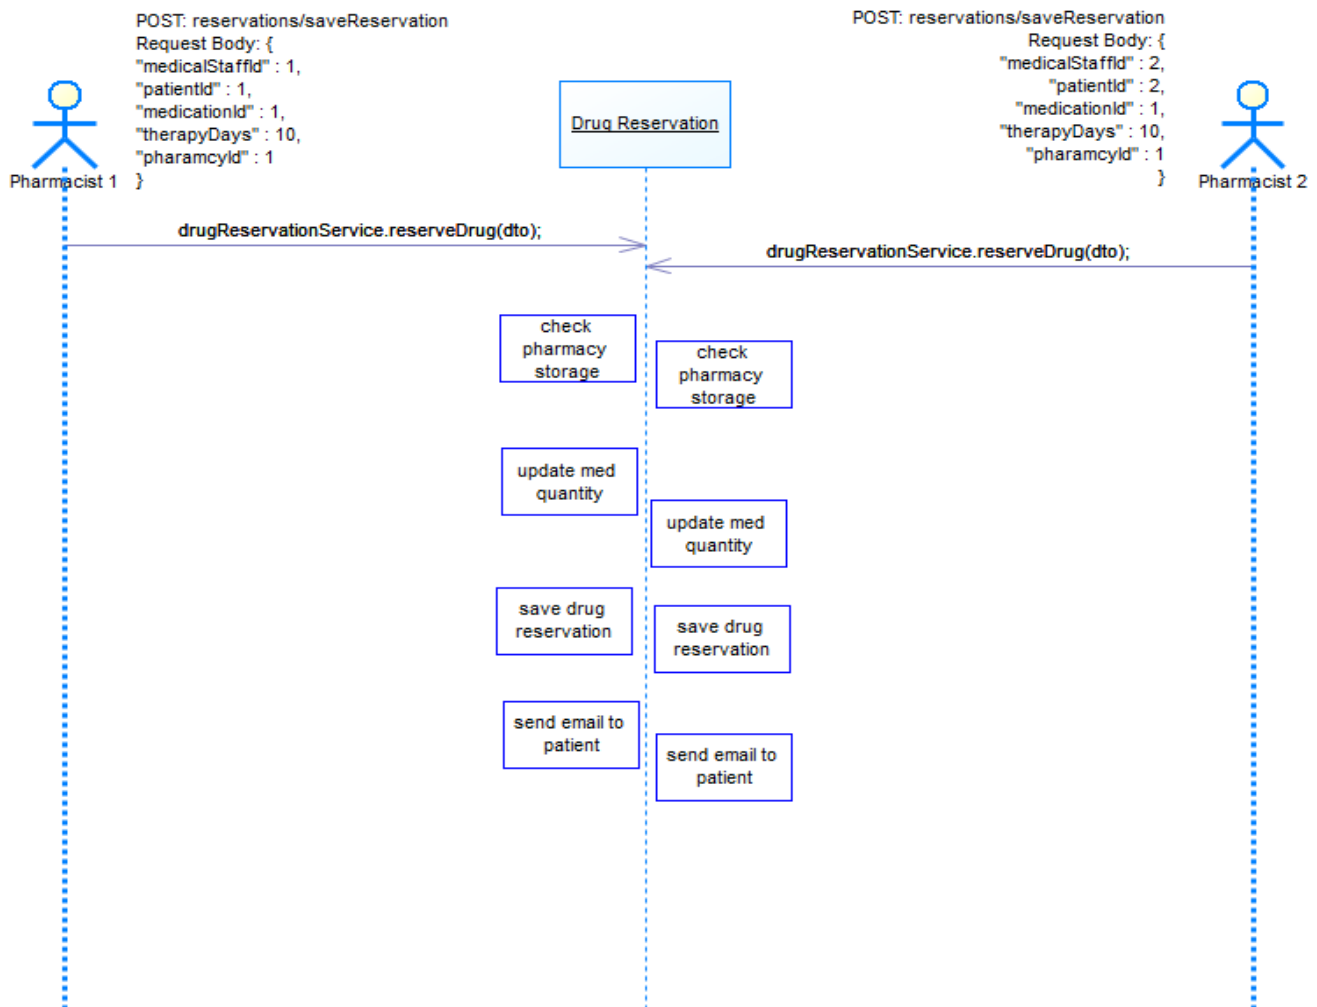 POST: reservations/saveReservation
Request Body: {
"medicalStaffId" : 1,
"patientId" : 1,
"medicationId" : 1,
"therapyDays" : 10,
"pharamcyId" : 1
}
Pharmacist 1
Drug Reservation
POST: reservations/saveReservation
Request Body: {
"medicalStaffId" : 2,
"patientId" : 2,
"medicationId" : 1,
"therapyDays" : 10,
"pharamcyId" : 1
}
Pharmacist 2
drugReservationService.reserveDrug(dto);
drugReservationService.reserveDrug(dto);
check
pharmacy
storage
check
pharmacy
storage
update med
quantity
update med
quantity
save drug
reservation
save drug
reservation
send email to
patient
send email to
patient